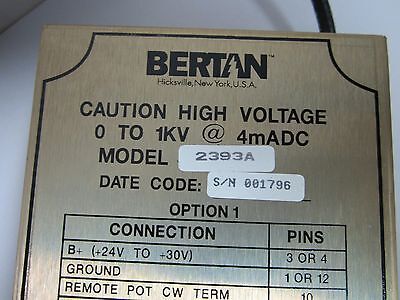 BERTAN™
Hicksville, New York, U.S.A.
CAUTION HIGH VOLTAGE
0 TO 1KV @ 4mADC
MODEL 2393A
DATE CODE: S/N 001796
OPTION 1
CONNECTION PINS
B+ (+24V TO +30V) 3 OR 4
GROUND 1 OR 12
REMOTE POT CW TERM 10